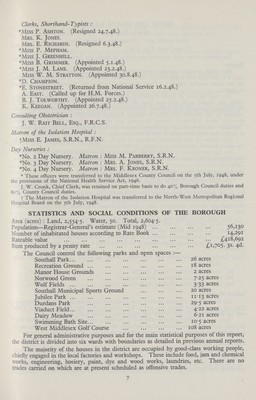 Clerks, Shorthand-Typists :
*Miss P. Ashton. (Resigned 24.7.48.)
Mrs. K. Jones.
Mrs. E. Richards. (Resigned 6.3.48.)
*Miss P. Mepham.
*Miss J. Greenhill.
*Miss B. Grimmer. (Appointed 5.1.48.)
*Miss J. M. Lane. (Appointed 23.2.48.)
Miss W. M. Stratton. (Appointed 30.8.48.)
*D. Champion.
*E. Stonestreet. (Returned from National Service 16.2.48.)
A. East. (Called up for H.M. Forces.)
B. J. Tolworthy. (Appointed 23.2.48.)
K. Keegan. (Appointed 26.7.48.)
Consulting Obstetrician :
J. W. Rait Bell, Esq., F.R.C.S.
Matron of the Isolation Hospital :
†Miss E. James, S.R.N., R.F.N.
Day Nurseries :
*No. 2 Day Nursery. Matron : Miss M. Parberry, S.R.N.
*No. 3 Day Nursery. Matron : Mrs. A. Jones, S.R.N.
*No. 4 Day Nursery. Matron : Mrs. F. Kroner, S.R.N.
* These officers were transferred to the Middlesex County Council on the 5th July, 1948, under
the provisions of the National Health Service Act, 1946.
J. W. Cronk, Chief Clerk, was retained on part-time basis to do 40% Borough Council duties and
60% County Council duties.
† The Matron of the Isolation Hospital was transferred to the North-West Metropolitan Regional
Hospital Board on the 5th July, 1948.
STATISTICS AND SOCIAL CONDITIONS OF THE BOROUGH
Area (acres) : Land, 2,554·5. Water, 50. Total, 2,604·5.
Population—Registrar-General's estimate (Mid 1948) 56,230
Number of inhabited houses according to Rate Book 14,291
Rateable value £418,692
Sum produced by a penny rate £1,705. 3s. 4d.
The Council control the following parks and open spaces :—
Southall Park 26 acres
Recreation Ground 18 acres
Manor House Grounds 2 acres
Norwood Green 7·25 acres
Wolf Fields 3·33 acres
Southall Municipal Sports Ground 20 acres
Jubilee Park 11·13 acres
Durdans Park 29·5 acres
Viaduct Field 4·22 acres
Dairy Meadow 6·21 acres
Swimming Bath Site 10·5 acres
West Middlesex Golf Course 108 acres
For general administrative purposes and for the main statistical purposes of this report,
the district is divided into six wards with boundaries as detailed in previous annual reports.
The majority of the houses in the district are occupied by good-class working people,
chiefly engaged in the local factories and workshops. These include food, jam and chemical
works, engineering, hosiery, paint, dye and wood works, laundries, etc. There are no
trades carried on which are at present scheduled as offensive trades.
7